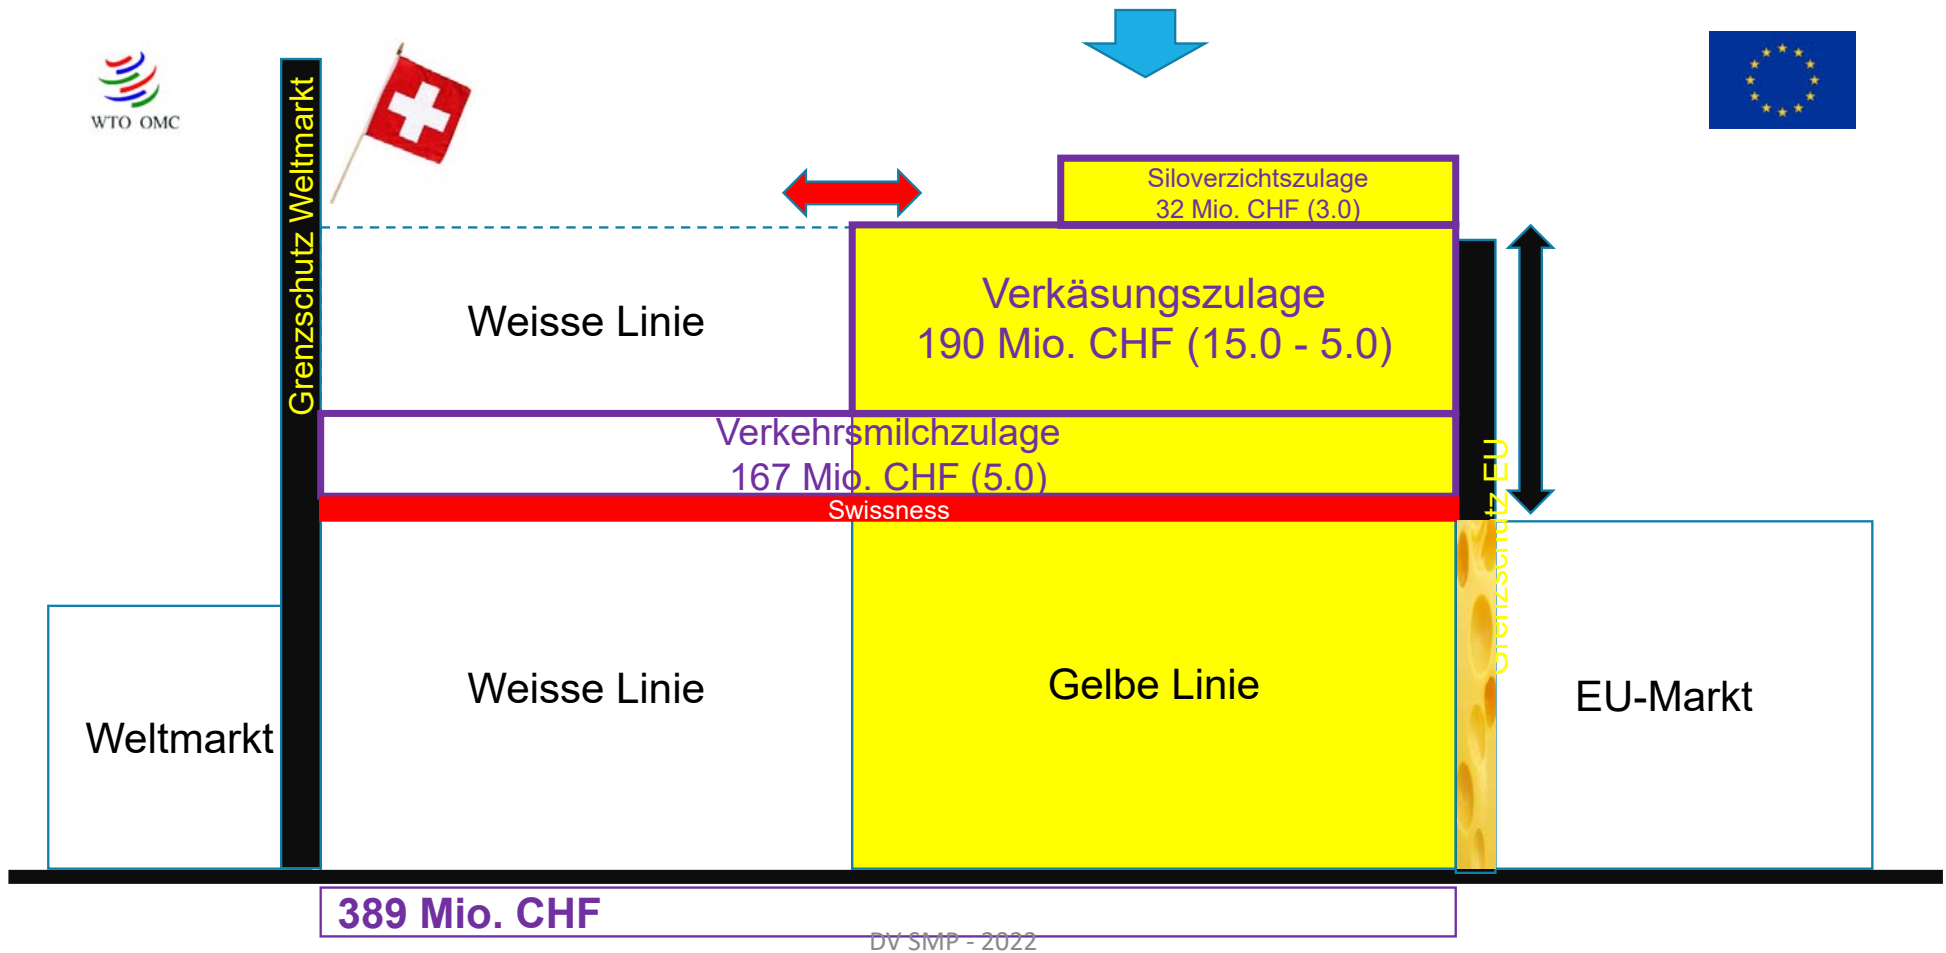 WTO OMC
Grenzschutz Weltmarkt
Siloverzichtszulage
32 Mio. CHF (3.0)
Weisse Linie
Verkäsungszulage
190 Mio. CHF (15.0 - 5.0)
Verkehrsmilchzulage
167 Mio. CHF (5.0)
Swissness
Grenzschutz EU
Weltmarkt
Weisse Linie
Gelbe Linie
EU-Markt
389 Mio. CHF
DV SMP - 2022